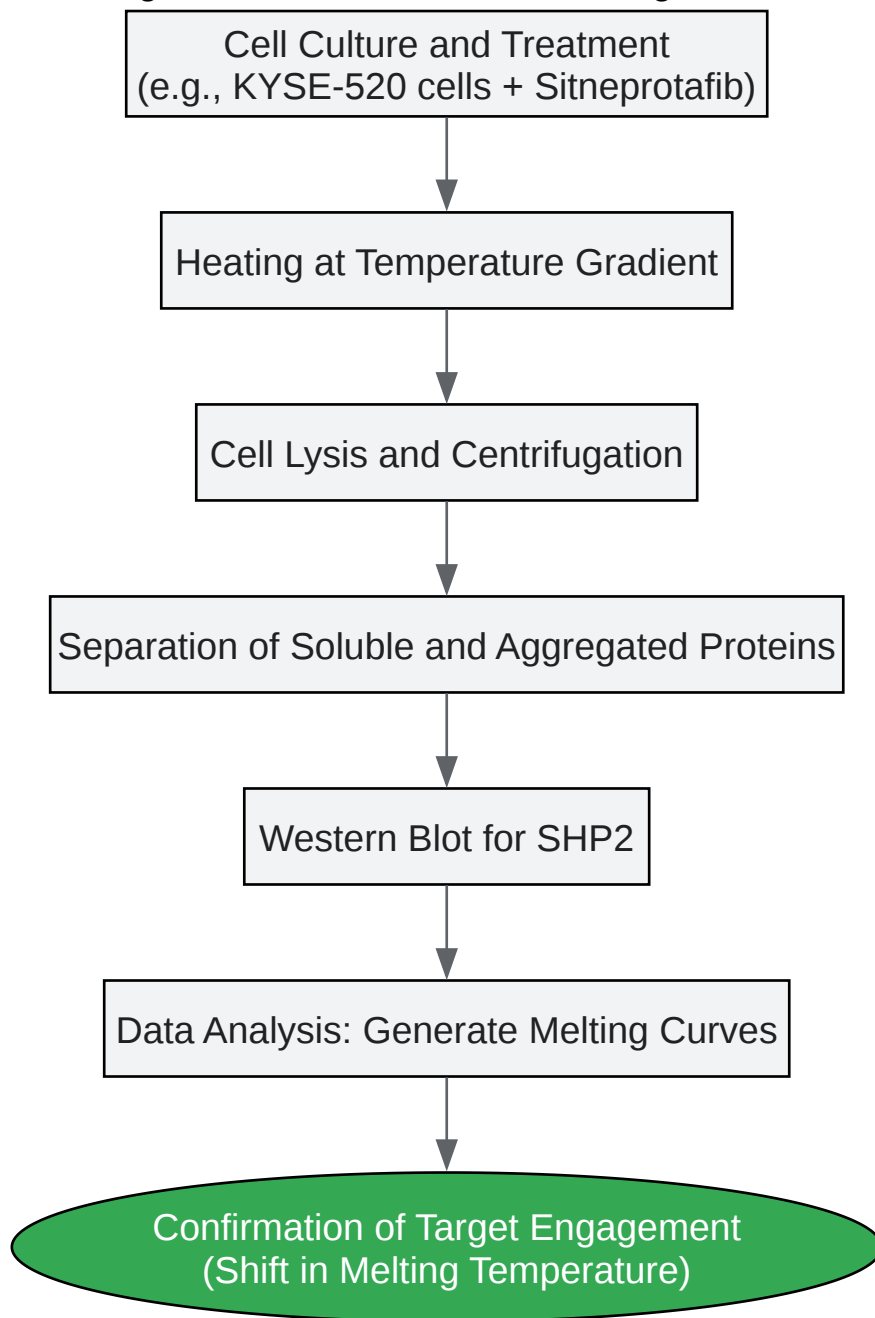 Cell Culture and Treatment
(e.g., KYSE-520 cells + Sitneprotafib)
Heating at Temperature Gradient
Cell Lysis and Centrifugation
Separation of Soluble and Aggregated Proteins
Western Blot for SHP2
Data Analysis: Generate Melting Curves
Confirmation of Target Engagement
(Shift in Melting Temperature)